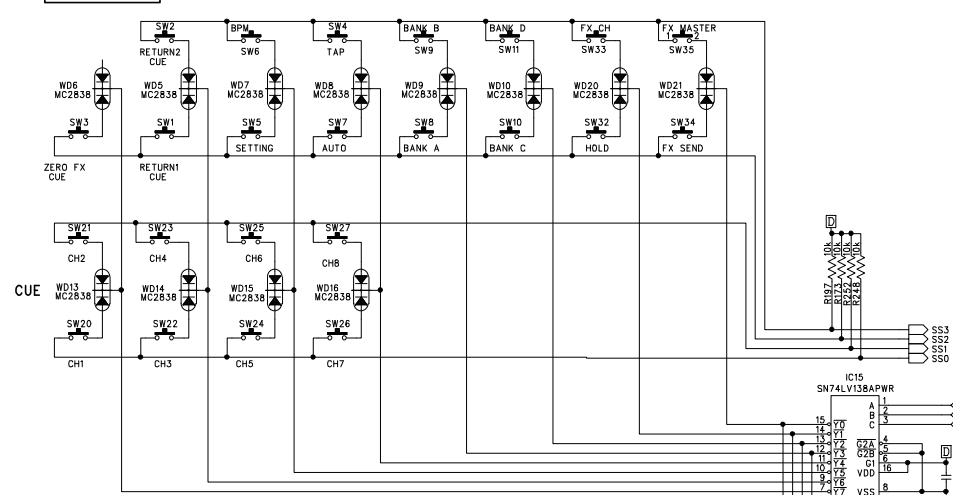 SW2
BPM
SW4
BANK B
BANK D
FX CH
FX MASTER
SW6
SW9
SW11
SW33
1 2
SW35
RETURN2
CUE
TAP
WD6
MC2838
WD5
MC2838
WD7
MC2838
WD8
MC2838
WD9
MC2838
WD10
MC2838
WD20
MC2838
WD21
MC2838
SW3
SW1
SW5
SW7
SW8
SW10
SW32
SW34
SETTING
AUTO
BANK A
BANK C
HOLD
FX SEND
ZERO FX
CUE
RETURN1
CUE
SW21
SW23
SW25
SW27
CH2
CH4
CH6
CH8
D
10k
10k
10k
10k
R197
R173
R252
R248
CUE
WD13
MC2838
WD14
MC2838
WD15
MC2838
WD16
MC2838
SW20
SW22
SW24
SW26
CH1
CH3
CH5
CH7
SS3
SS2
SS1
SS0
IC15
SN74LV138APWR
15 Y0
14 Y1
13 Y2
12 Y3
11 Y4
10 Y5
9 Y6
7 Y7
A 1
B 2
C 3
G2A 4
G2B 5
G1 6
VDD 16
VSS 8
D